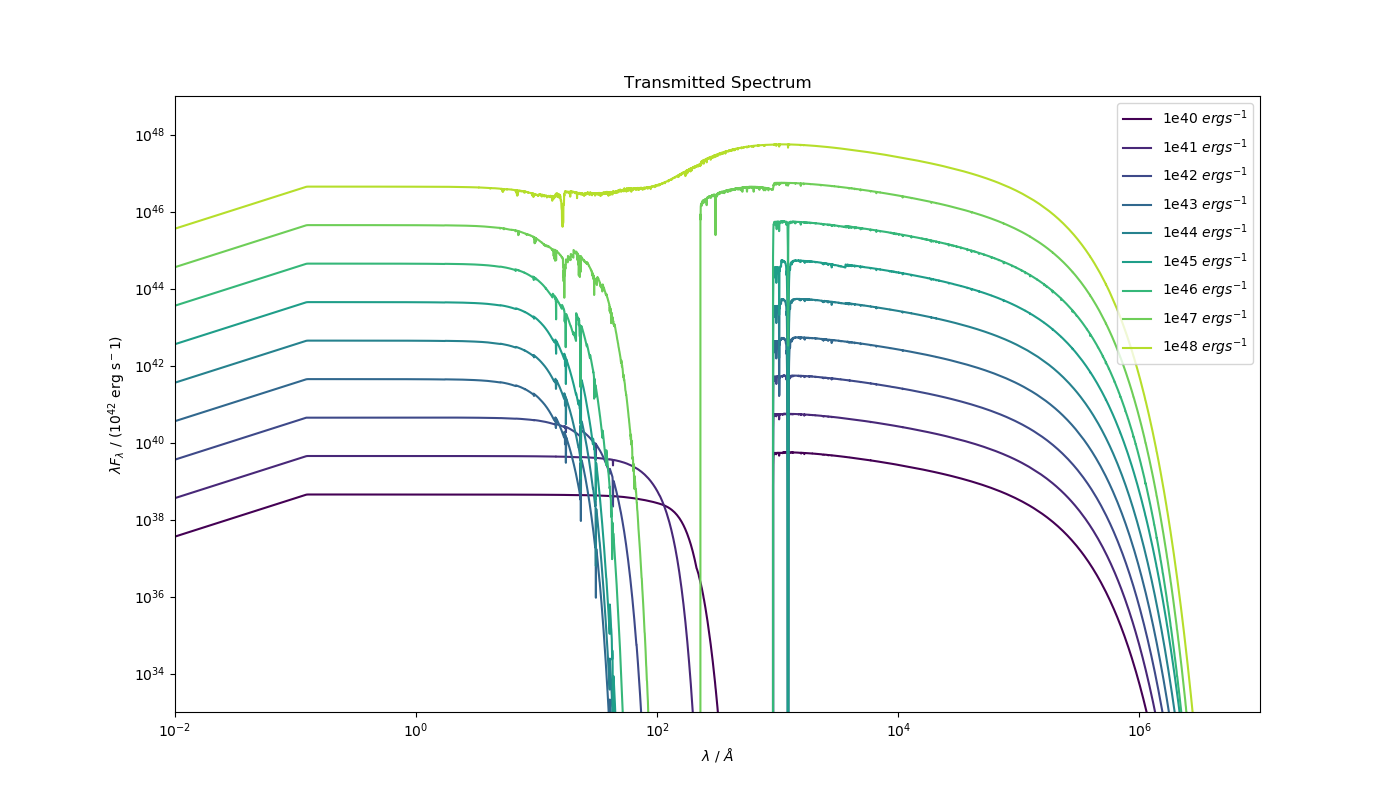 Transmitted Spectrum
λF_λ / (10^42 erg s − 1)
10^48
10^46
10^44
10^42
10^40
10^38
10^36
10^34
1e40 ergs^−1
1e41 ergs^−1
1e42 ergs^−1
1e43 ergs^−1
1e44 ergs^−1
1e45 ergs^−1
1e46 ergs^−1
1e47 ergs^−1
1e48 ergs^−1
10^−2
10^0
10^2
10^4
10^6
λ / Å